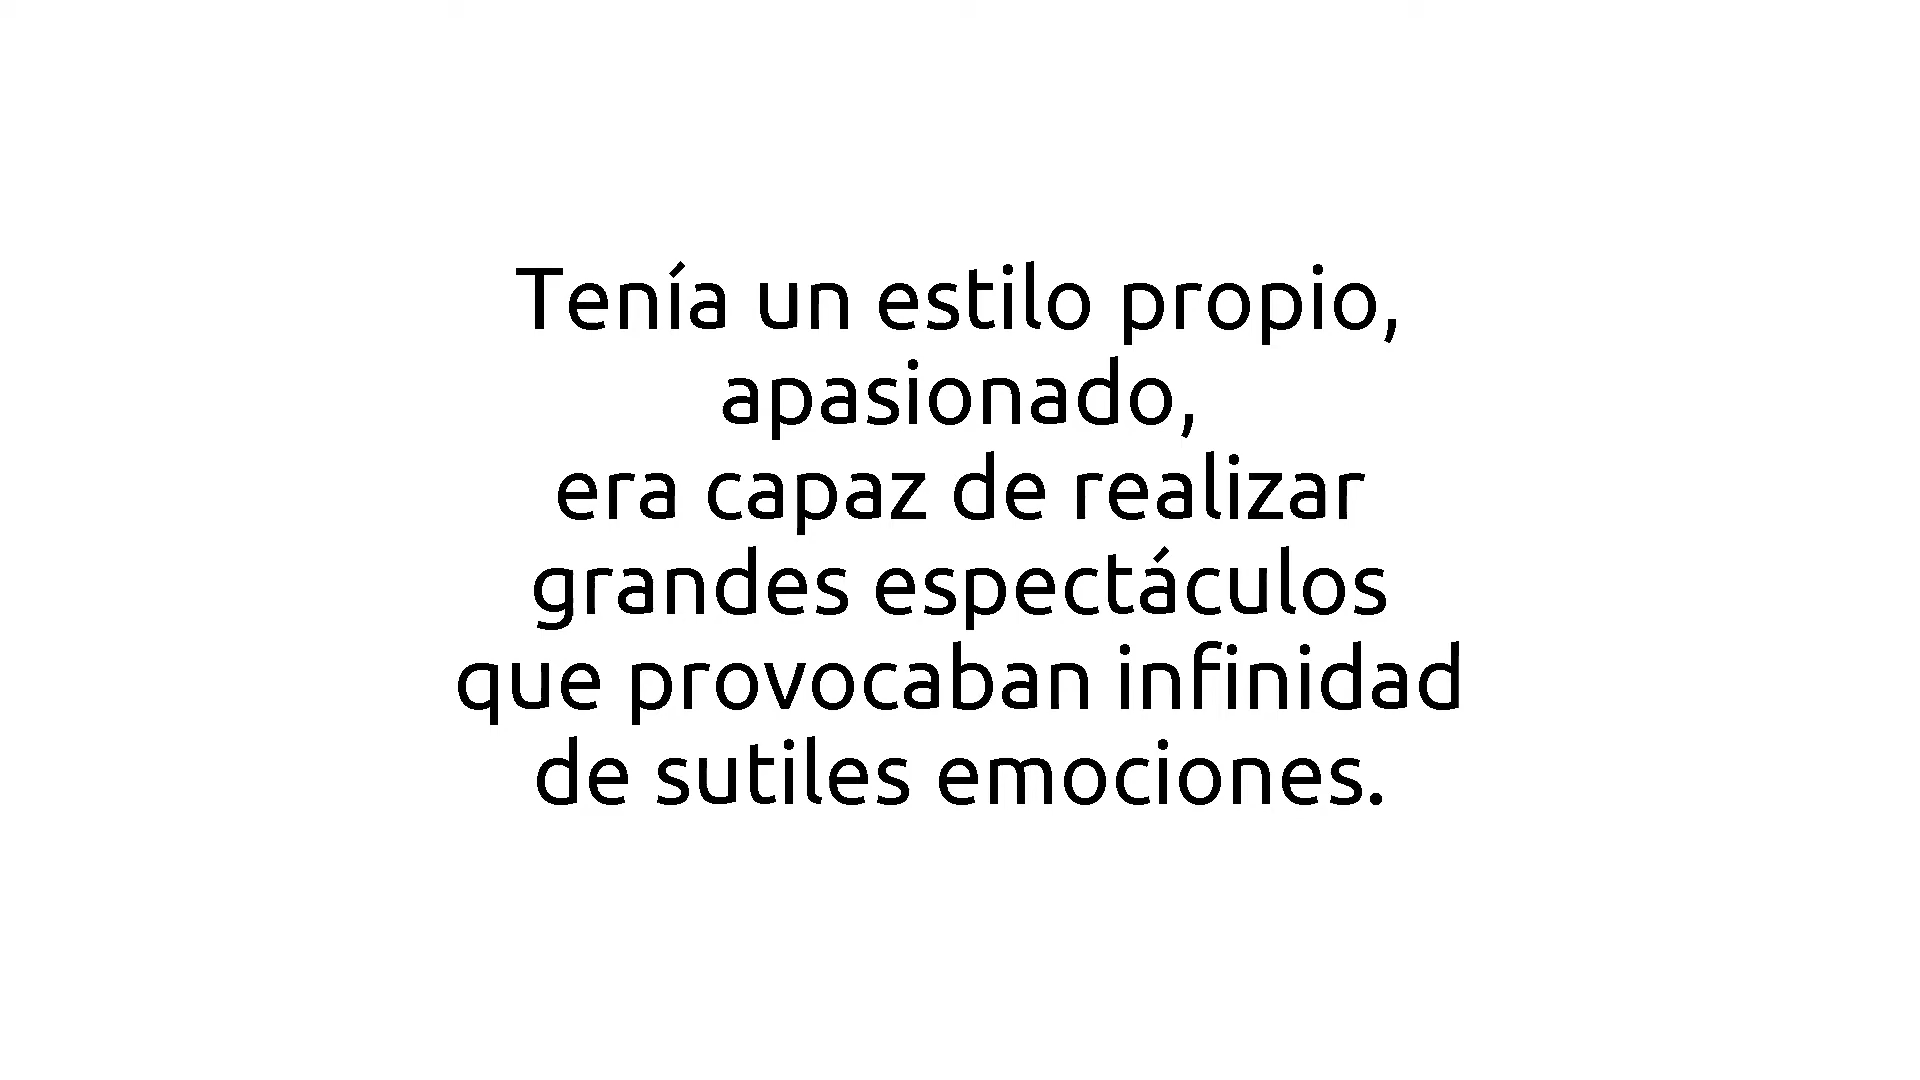 Tenía un estilo propio,
apasionado,
era capaz de realizar
grandes espectáculos
que provocaban infinidad
de sutiles emociones.